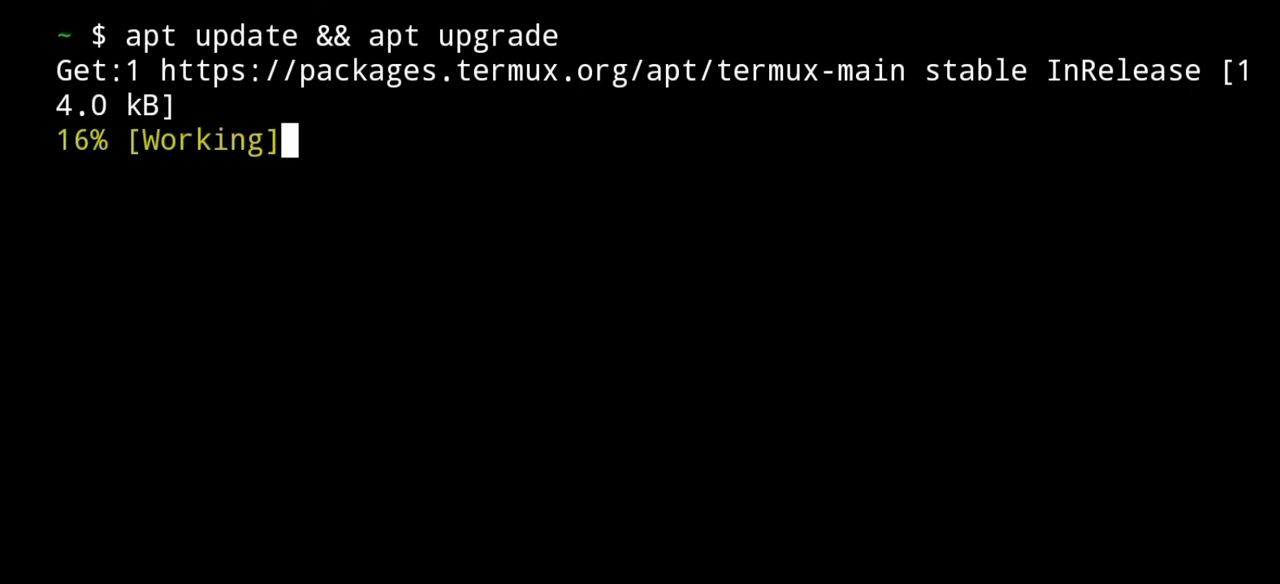 ~ $ apt update && apt upgrade
Get:1 https://packages.termux.org/apt/termux-main stable InRelease [1
4.0 kB]
16% [Working]